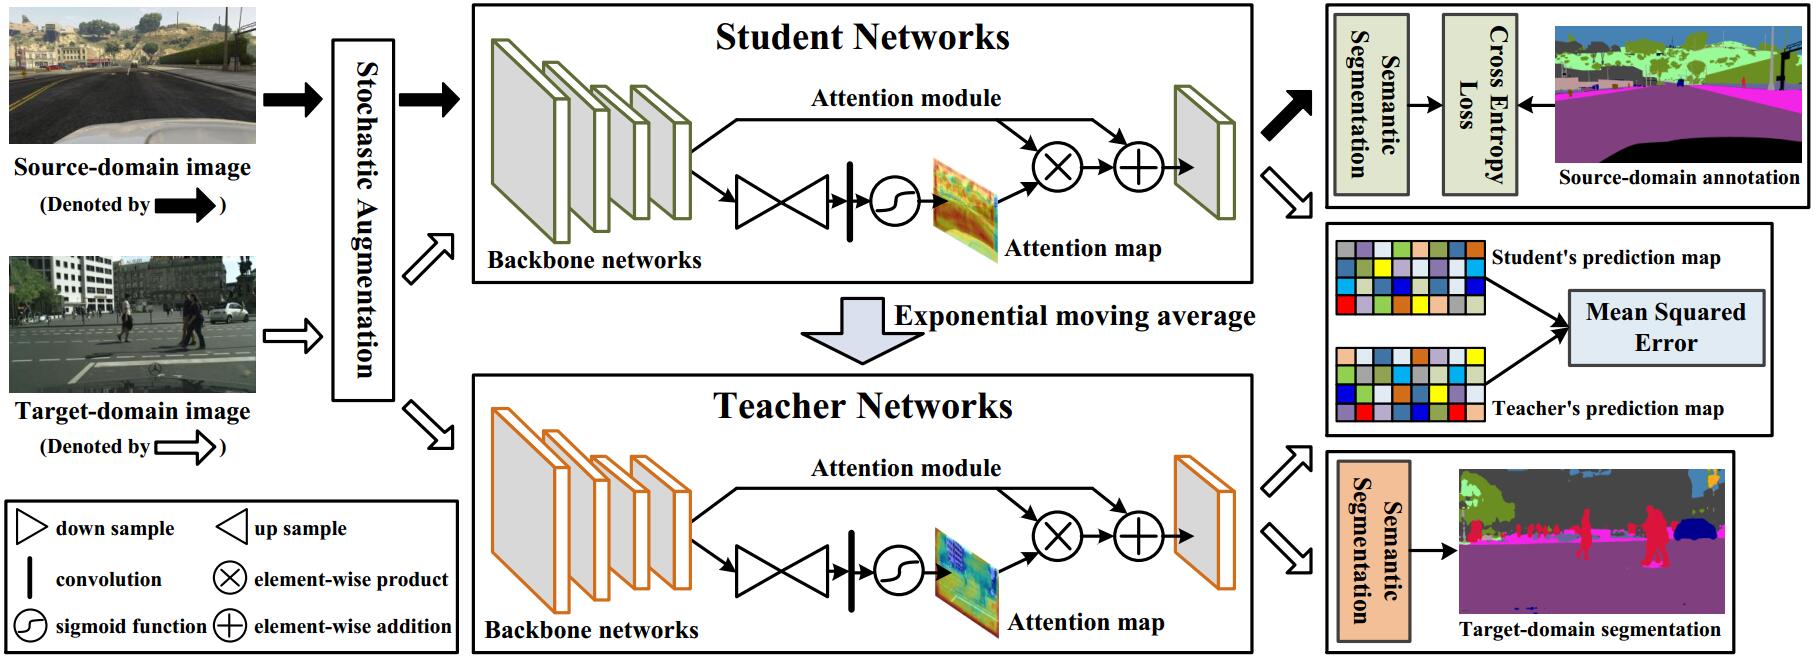 Source-domain image
(Denoted by )
Target-domain image
(Denoted by )
down sample
up sample
convolution
element-wise product
sigmoid function
element-wise addition
Stochastic Augmentation
Student Networks
Attention module
Backbone networks
Attention map
Exponential moving average
Teacher Networks
Attention module
Backbone networks
Attention map
Semantic
Segmentation
Cross Entropy
Loss
Source-domain annotation
Student's prediction map
Mean Squared
Error
Teacher's prediction map
Semantic
Segmentation
Target-domain segmentation